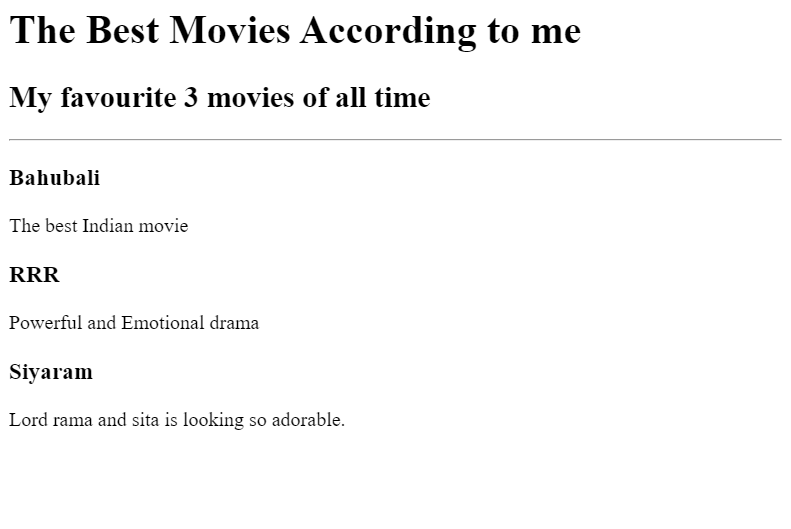 The Best Movies According to me
My favourite 3 movies of all time
Bahubali
The best Indian movie
RRR
Powerful and Emotional drama
Siyaram
Lord rama and sita is looking so adorable.